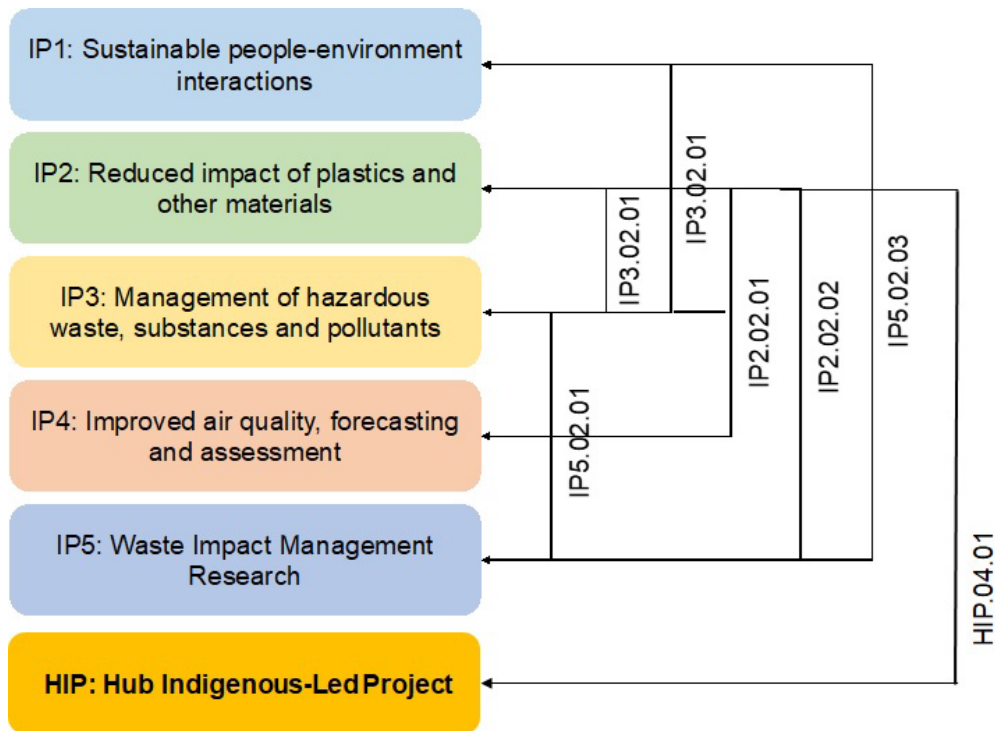 IP1: Sustainable people-environment
interactions
IP2: Reduced impact of plastics and
other materials
IP3: Management of hazardous
waste, substances and pollutants
IP4: Improved air quality, forecasting
and assessment
IP5: Waste Impact Management
Research
HIP: Hub Indigenous-Led Project
IP5.02.01
IP3.02.01
IP3.02.01
IP2.02.01
IP2.02.02
IP5.02.03
HIP.04.01